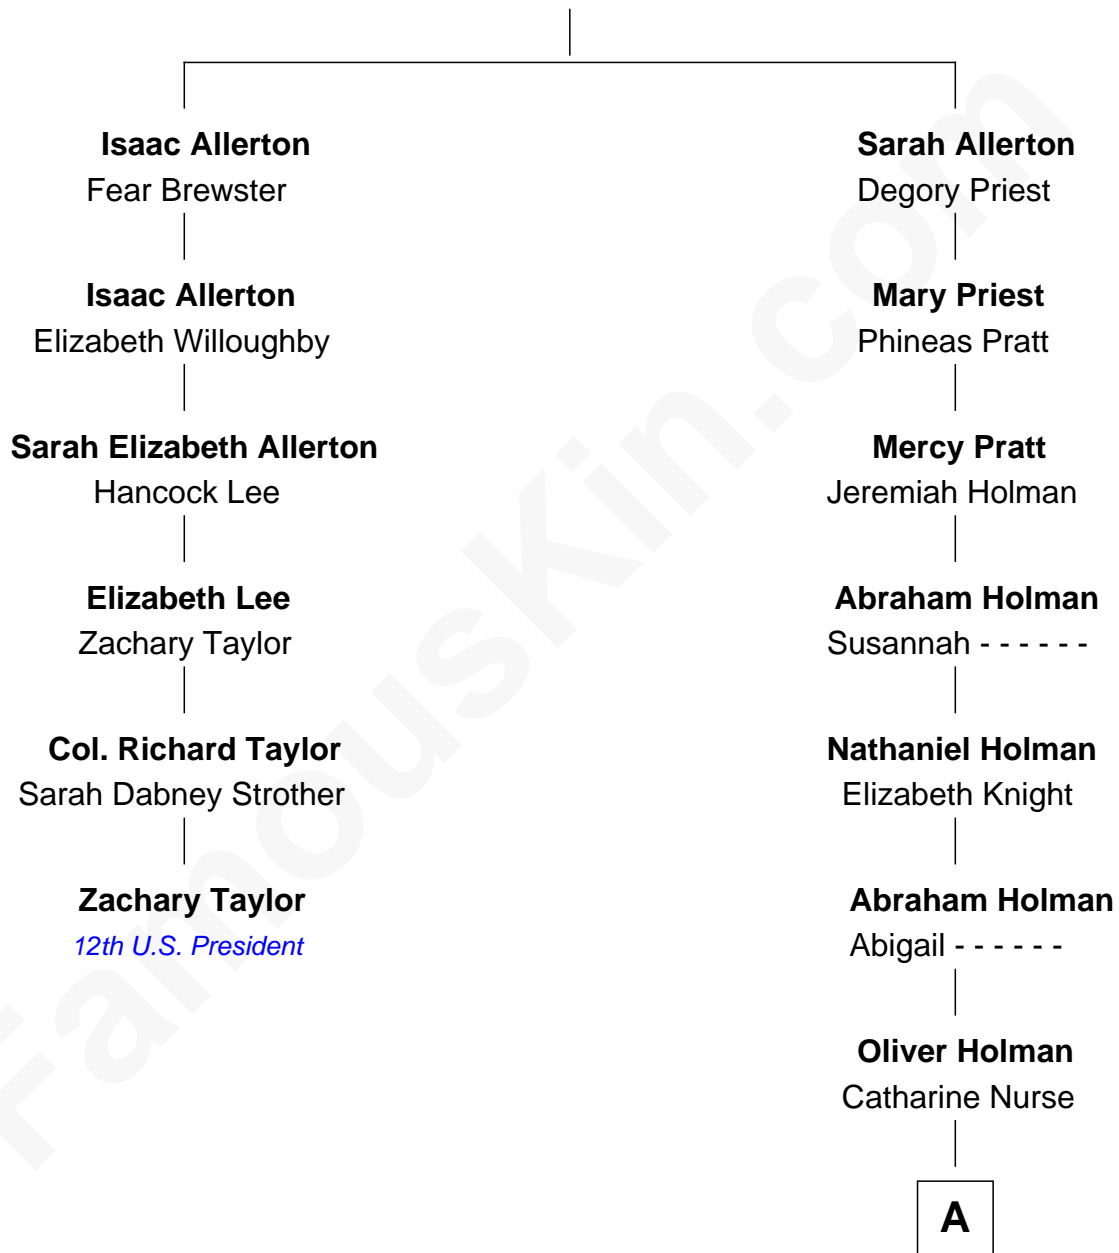 Isaac Allerton
Fear Brewster
Isaac Allerton
Elizabeth Willoughby
Sarah Elizabeth Allerton
Hancock Lee
Elizabeth Lee
Zachary Taylor
Col. Richard Taylor
Sarah Dabney Strother
Zachary Taylor
12th U.S. President
Sarah Allerton
Degory Priest
Mary Priest
Phineas Pratt
Mercy Pratt
Jeremiah Holman
Abraham Holman
Susannah - - - - - -
Nathaniel Holman
Elizabeth Knight
Abraham Holman
Abigail - - - - - -
Oliver Holman
Catharine Nurse
A
FamousKin.com